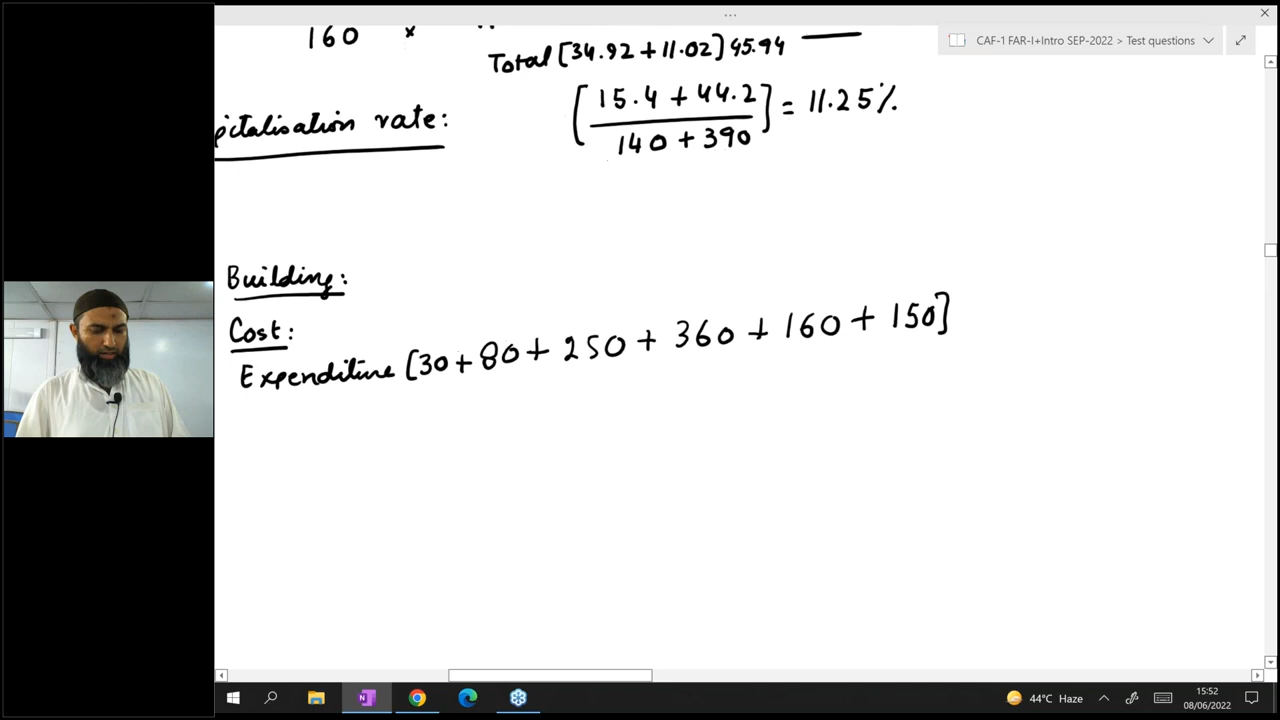 160 ×
Total [34.92 + 11.02] 45.94
CAF-1 FAR-I+Intro SEP-2022 > Test questions
[15.4 + 44.2 / 140 + 390] = 11.25%
pitalisation rate:
Building:
Cost:
Expenditure [30 + 80 + 250 + 360 + 160 + 150]
44°C Haze
15:52
08/06/2022